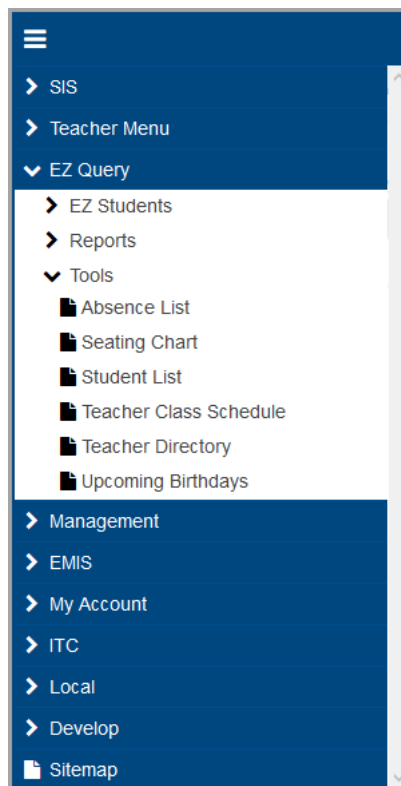 SIS
Teacher Menu
EZ Query
EZ Students
Reports
Tools
Absence List
Seating Chart
Student List
Teacher Class Schedule
Teacher Directory
Upcoming Birthdays
Management
EMIS
My Account
ITC
Local
Develop
Sitemap